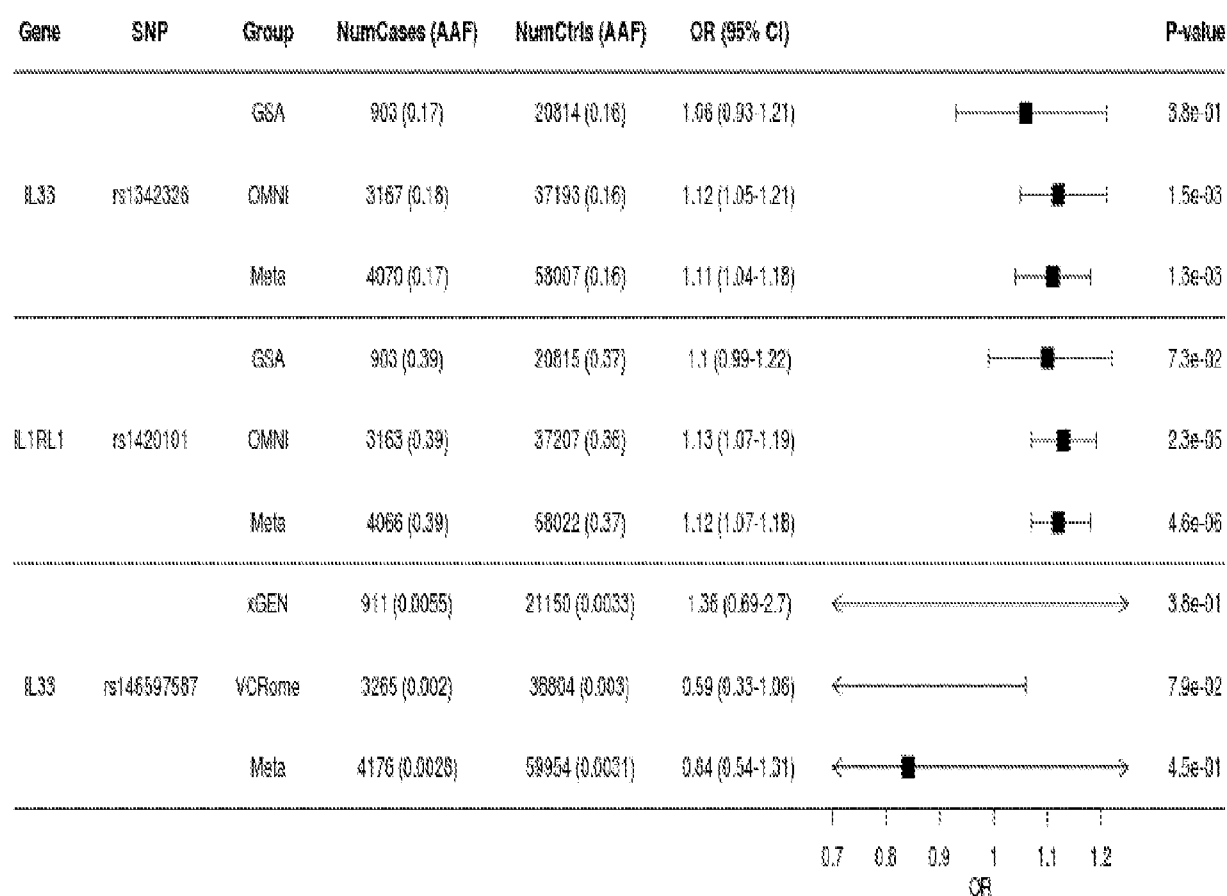 Gene SNP Group NumCases (AAF) NumCtrls (AAF) OR (95% CI) P-value
GSA 903 (0.17) 20814 (0.16) 1.06 (0.93-1.21) 3.8e-01
IL33 rs1342326 OMNI 3167 (0.18) 37193 (0.16) 1.12 (1.05-1.21) 1.5e-03
Meta 4070 (0.17) 58007 (0.16) 1.11 (1.04-1.18) 1.3e-03
GSA 903 (0.39) 20815 (0.37) 1.1 (0.99-1.22) 7.3e-02
IL1RL1 rs1420101 OMNI 3163 (0.39) 37207 (0.36) 1.13 (1.07-1.19) 2.3e-05
Meta 4066 (0.39) 58022 (0.37) 1.12 (1.07-1.18) 4.6e-06
xGEN 911 (0.0055) 21150 (0.0033) 1.36 (0.69-2.7) 3.8e-01
IL33 rs146597587 VCRome 3265 (0.002) 38804 (0.003) 0.59 (0.33-1.06) 7.9e-02
Meta 4176 (0.0028) 59954 (0.0031) 0.84 (0.54-1.31) 4.5e-01
0.7 0.8 0.9 1 1.1 1.2
OR